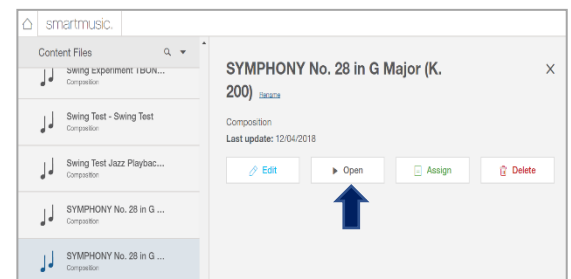 smartmusic.
Content Files
Swing Experiment TBON...
Composition
Swing Test - Swing Test
Composition
Swing Test Jazz Playbac...
Composition
SYMPHONY No. 28 in G ...
Composition
SYMPHONY No. 28 in G ...
Composition
SYMPHONY No. 28 in G Major (K.
200) Rename
X
Composition
Last update: 12/04/2018
Edit
Open
Assign
Delete